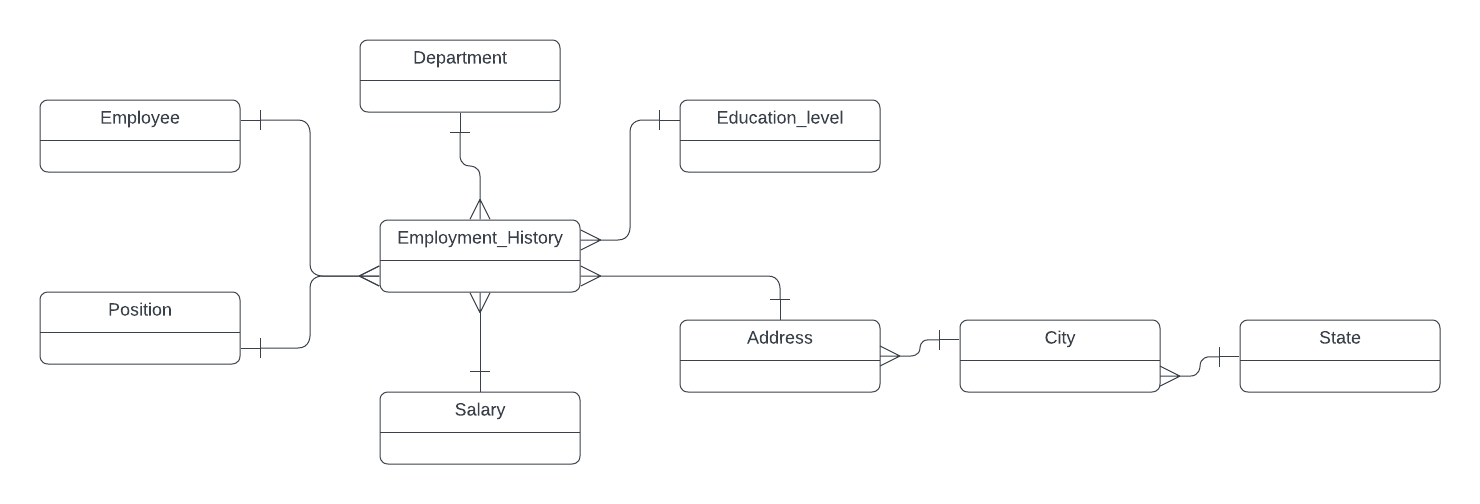 Department
Employee
Education_level
Employment_History
Position
Address
City
State
Salary